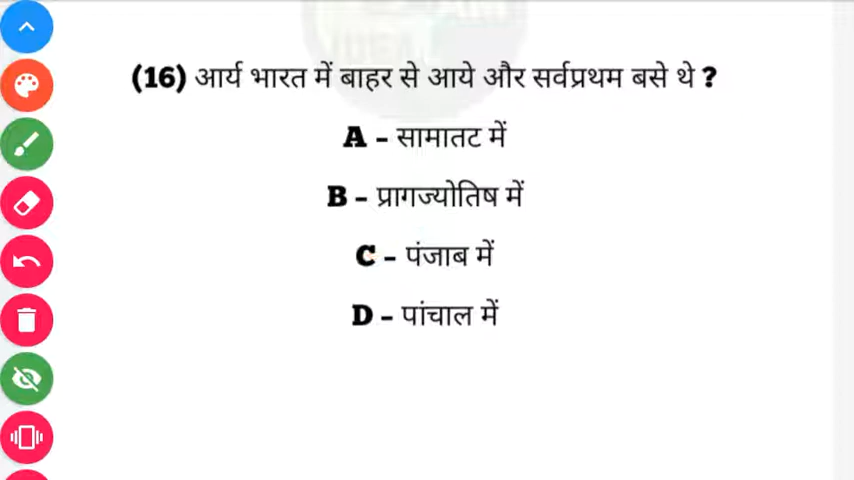 (16) आर्य भारत में बाहर से आये और सर्वप्रथम बसे थे ?
A - सामातट में
B - प्रागज्योतिष में
C - पंजाब में
D - पांचाल में